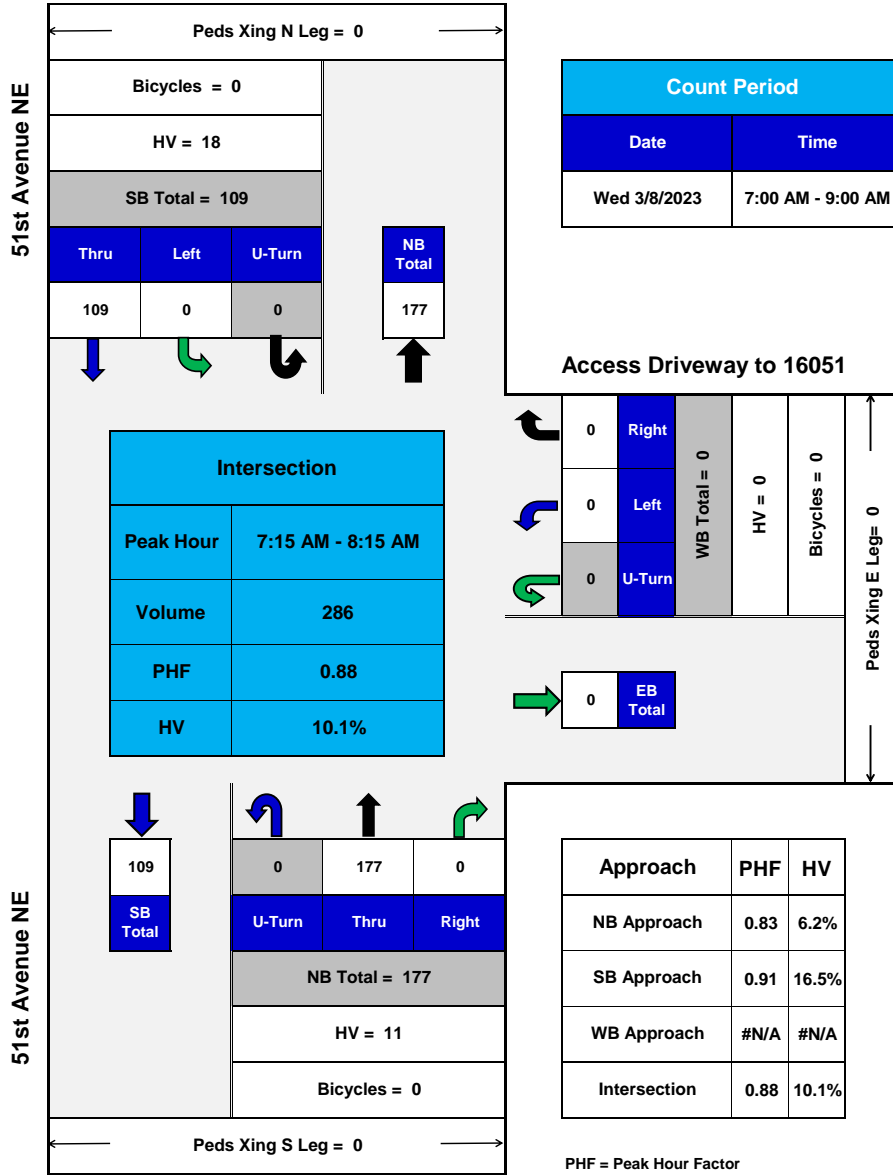 Peds Xing N Leg = 0
51st Avenue NE
Bicycles = 0
HV = 18
SB Total = 109
Thru Left U-Turn
109 0 0
NB
Total
177
Count Period
Date Time
Wed 3/8/2023 7:00 AM - 9:00 AM
Access Driveway to 16051
0 Right
0 Left
0 U-Turn
WB Total = 0
HV = 0
Bicycles = 0
Peds Xing E Leg= 0
Intersection
Peak Hour 7:15 AM - 8:15 AM
Volume 286
PHF 0.88
HV 10.1%
0 EB
Total
109
SB
Total
0 177 0
U-Turn Thru Right
NB Total = 177
HV = 11
Bicycles = 0
51st Avenue NE
Peds Xing S Leg = 0
Approach PHF HV
NB Approach 0.83 6.2%
SB Approach 0.91 16.5%
WB Approach #N/A #N/A
Intersection 0.88 10.1%
PHF = Peak Hour Factor